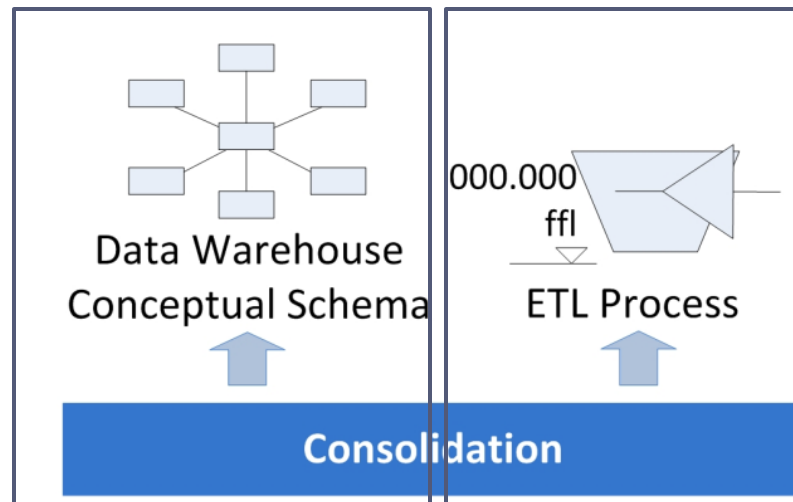 Data Warehouse
Conceptual Schema
000.000
ffl
ETL Process
Consolidation